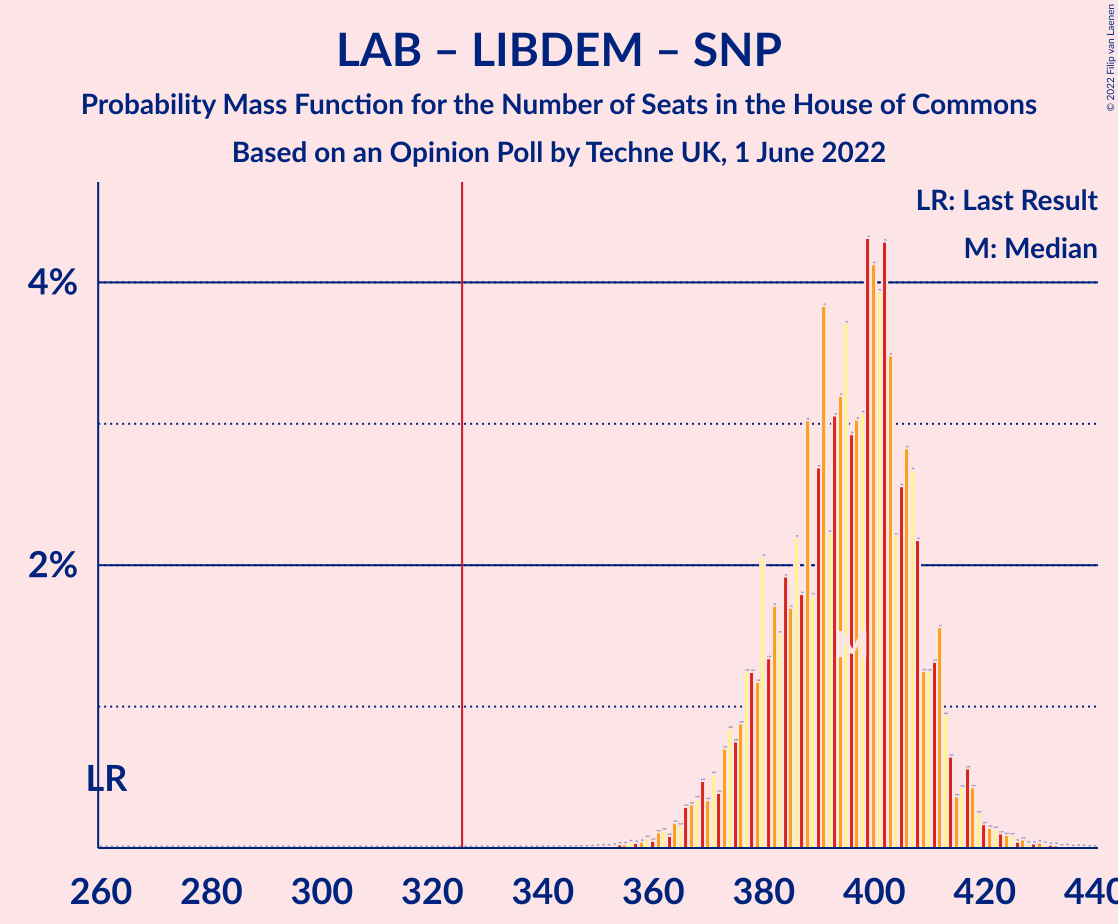 LAB – LIBDEM – SNP
Probability Mass Function for the Number of Seats in the House of Commons
Based on an Opinion Poll by Techne UK, 1 June 2022
© 2022 Filip van Laenen
LR: Last Result
M: Median
4%
2%
M
LR
260 280 300 320 340 360 380 400 420 440